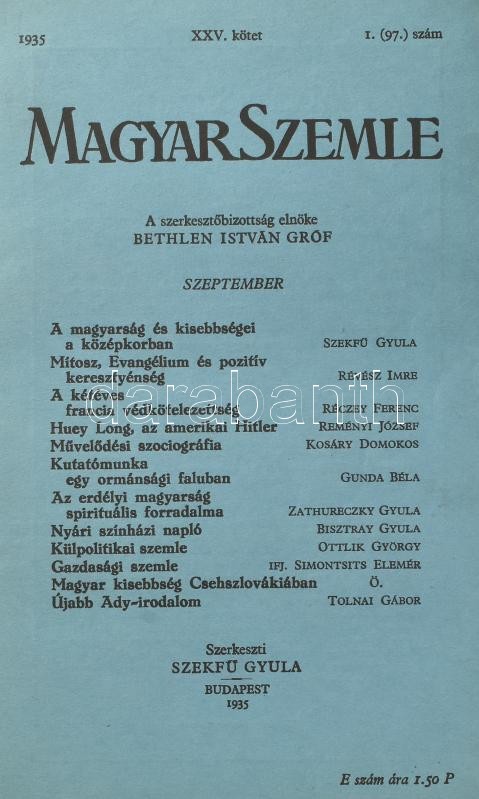 1935 XXV. kötet 1. (97.) szám
MAGYAR SZEMLE
A szerkesztőbizottság elnöke
BETHLEN ISTVÁN GRÓF
SZEPTEMBER
A magyarság és kisebbségei
a középkorban SZEKFŰ GYULA
Mítosz, Evangélium és pozitív
keresztyénség RÉVÉSZ IMRE
A kétéves
francia védkötelezettség RÉCZEY FERENC
Huey Long, az amerikai Hitler REMÉNYI JÓZSEF
Művelődési szociográfia KOSÁRY DOMOKOS
Kutatómunka
egy ormánsági faluban GUNDA BÉLA
Az erdélyi magyarság
spirituális forradalma ZATHURECZKY GYULA
Nyári színházi napló BISZTRAY GYULA
Külpolitikai szemle OTTLIK GYÖRGY
Gazdasági szemle IFJ. SIMONTSITS ELEMÉR
Magyar kisebbség Csehszlovákiában Ö.
Újabb Ady-irodalom TOLNAI GÁBOR
darabanth
Szerkeszti
SZEKFŰ GYULA
BUDAPEST
1935
E szám ára 1.50 P